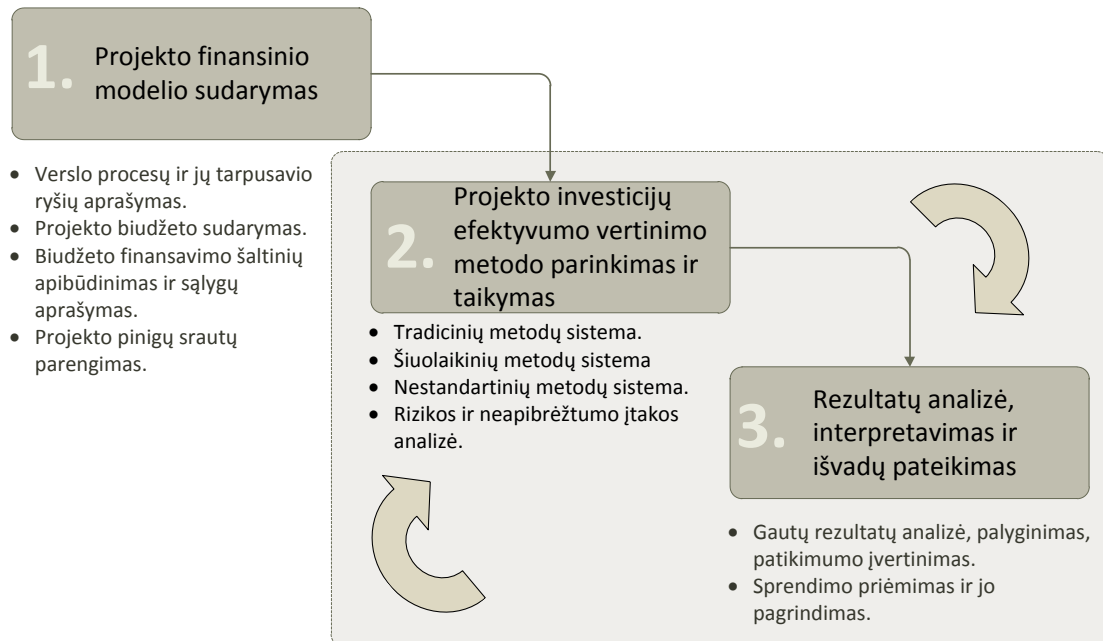 1.
Projekto finansinio
modelio sudarymas
• Verslo procesų ir jų tarpusavio
ryšių aprašymas.
• Projekto biudžeto sudarymas.
• Biudžeto finansavimo šaltinių
apibūdinimas ir sąlygų
aprašymas.
• Projekto pinigų srautų
parengimas.
2.
Projekto investicijų
efektyvumo vertinimo
metodo parinkimas ir
taikymas
• Tradicinių metodų sistema.
• Šiuolaikinių metodų sistema
• Nestandartinių metodų sistema.
• Rizikos ir neapibrėžtumo įtakos
analizė.
3.
Rezultatų analizė,
interpretavimas ir
išvadų pateikimas
• Gautų rezultatų analizė, palyginimas,
patikimumo įvertinimas.
• Sprendimo priėmimas ir jo
pagrindimas.